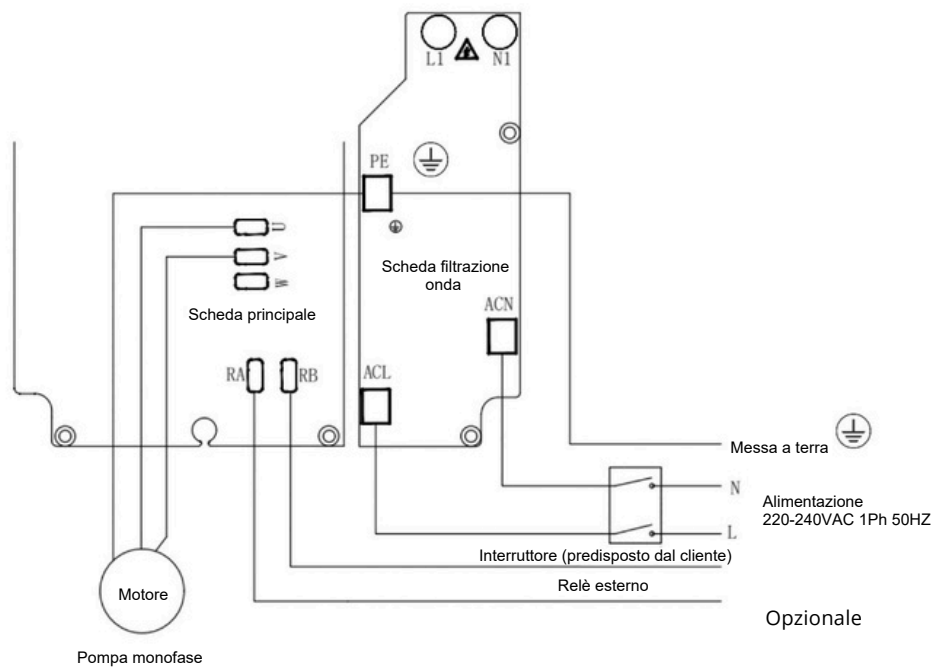 L1
N1
PE
U
V
W
Scheda filtrazione
onda
Scheda principale
ACN
RA
RB
ACL
Messa a terra
N
Alimentazione
220-240VAC 1Ph 50HZ
L
Interruttore (predisposto dal cliente)
Relè esterno
Motore
Opzionale
Pompa monofase